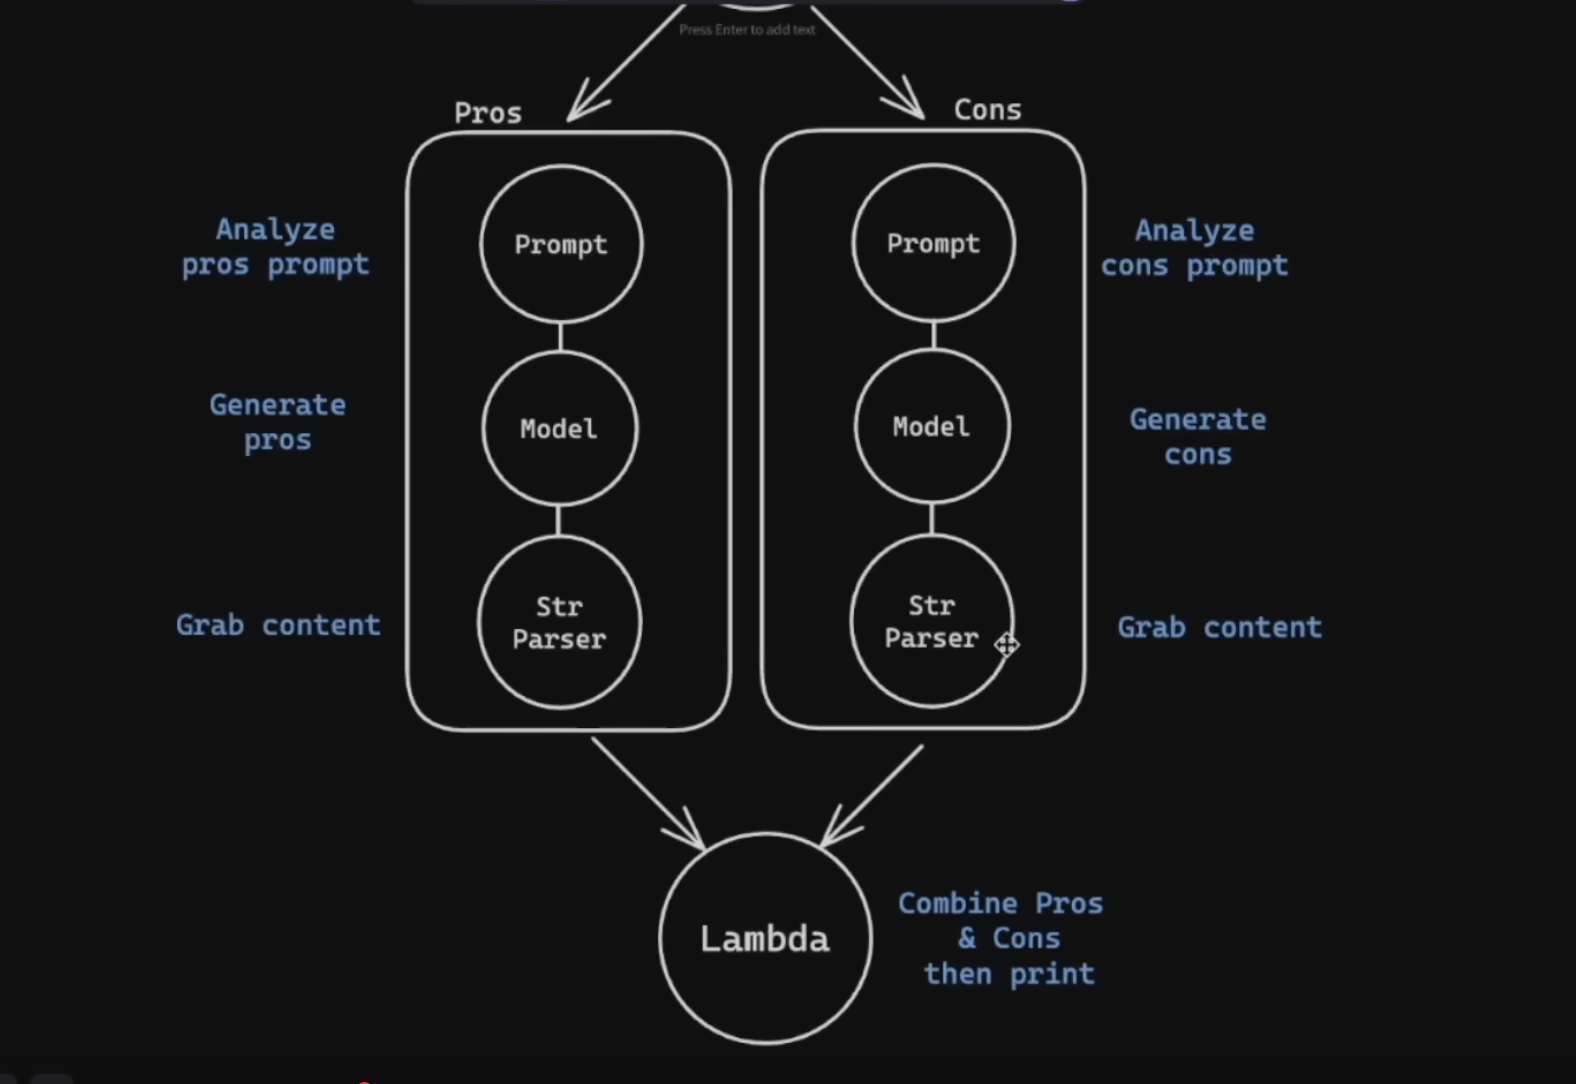 Press Enter to add text
Pros
Cons
Analyze
pros prompt
Prompt
Prompt
Analyze
cons prompt
Generate
pros
Model
Model
Generate
cons
Grab content
Str
Parser
Str
Parser
Grab content
Lambda
Combine Pros
& Cons
then print